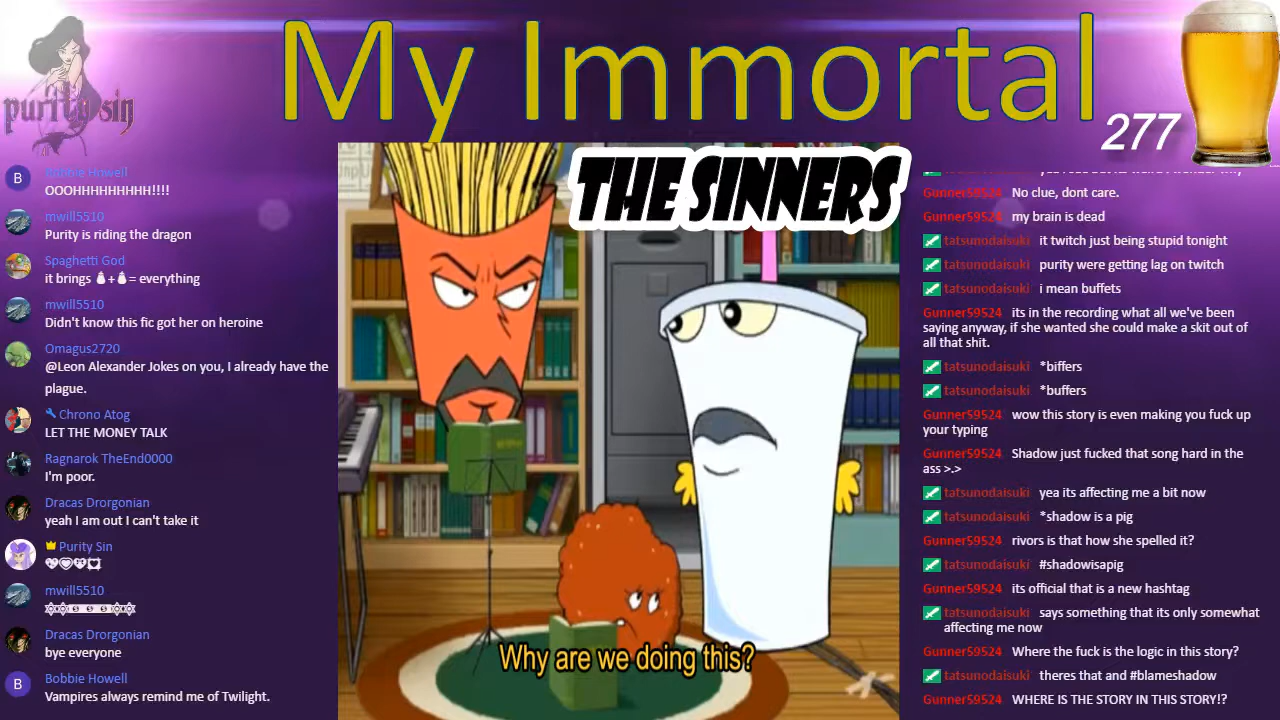 My Immortal
277
purity sin
THE SINNERS
Bobbie Howell
OOOHHHHHHHHH!!!!
mwill5510
Purity is riding the dragon
Spaghetti God
it brings + = everything
mwill5510
Didn't know this fic got her on heroine
Omagus2720
@Leon Alexander Jokes on you, I already have the
plague.
Chrono Atog
LET THE MONEY TALK
Ragnarok TheEnd0000
I'm poor.
Dracas Drorgonian
yeah I am out I can't take it
Purity Sin
mwill5510
Dracas Drorgonian
bye everyone
B Bobbie Howell
Vampires always remind me of Twilight.
Why are we doing this?
Gunner59524 No clue, dont care.
Gunner59524 my brain is dead
tatsunodaisuki it twitch just being stupid tonight
tatsunodaisuki purity were getting lag on twitch
tatsunodaisuki i mean buffets
Gunner59524 its in the recording what all we've been
saying anyway, if she wanted she could make a skit out of
all that shit.
tatsunodaisuki *biffers
tatsunodaisuki *buffers
Gunner59524 wow this story is even making you fuck up
your typing
Gunner59524 Shadow just fucked that song hard in the
ass >.>
tatsunodaisuki yea its affecting me a bit now
tatsunodaisuki *shadow is a pig
Gunner59524 rivors is that how she spelled it?
tatsunodaisuki #shadowisapig
Gunner59524 its official that is a new hashtag
tatsunodaisuki says something that its only somewhat
affecting me now
Gunner59524 Where the fuck is the logic in this story?
tatsunodaisuki theres that and #blameshadow
Gunner59524 WHERE IS THE STORY IN THIS STORY!?